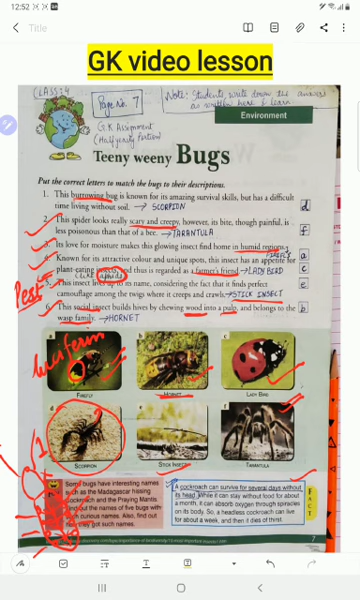 12:52
Title
GK video lesson
CLASS: 4
Page No. 7
Note: Students write down the answers
as written here & learn
G.K Assignment
(Halfyearly Portion)
Environment
Teeny weeny Bugs
Put the correct letters to match the bugs to their descriptions.
1. This burrowing bug is known for its amazing survival skills, but has a difficult
time living without soil. → SCORPION d
2. This spider looks really scary and creepy, however, its bite, though painful, is
less poisonous than that of a bee. → TARANTULA f
3. Its love for moisture makes this glowing insect find home in humid regions.
FIREFLY a
4. Known for its attractive colour and unique spots, this insect has an appetite for
plant-eating and thus is regarded as a farmer's friend. → LADY BIRD c
(LIKE aphids)
Pest
5. This insect lives up to its name, considering the fact that it finds perfect
camouflage among the twigs where it creeps and crawls. → STICK INSECT e
6. This social insect builds hives by chewing wood into a pulp, and belongs to the
wasp family. → HORNET b
luciferin
a
b
c
FIREFLY
HORNET
LADY BIRD
d
e
f
SCORPION
STICK INSECT
TARANTULA
Some bugs have interesting names
such as the Madagascar hissing
cockroach and the Praying Mantis.
Find out the names of five bugs with
such curious names. Also, find out
how they got such names.
A cockroach can survive for several days without
its head. While it can stay without food for about
a month, it can absorb oxygen through spiracles
on its body. So, a headless cockroach can live
for about a week, and then it dies of thirst.
FACT
7